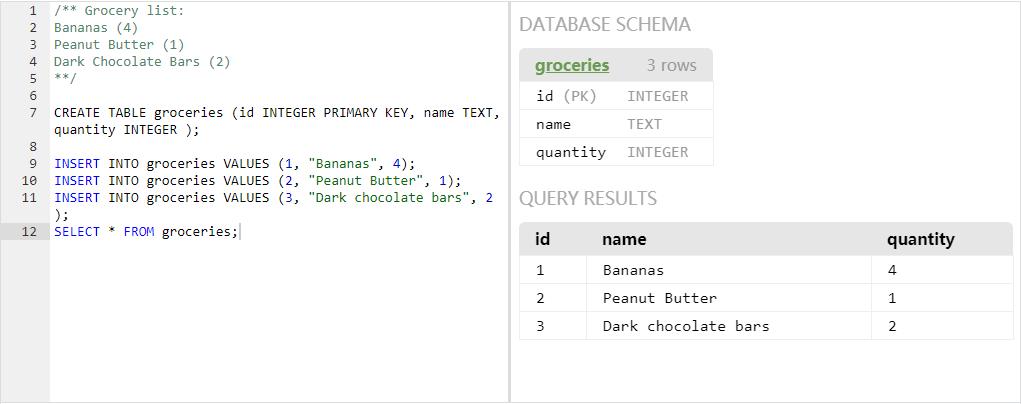 1 /** Grocery list:
2 Bananas (4)
3 Peanut Butter (1)
4 Dark Chocolate Bars (2)
5 **/
6
7 CREATE TABLE groceries (id INTEGER PRIMARY KEY, name TEXT,
quantity INTEGER );
8
9 INSERT INTO groceries VALUES (1, "Bananas", 4);
10 INSERT INTO groceries VALUES (2, "Peanut Butter", 1);
11 INSERT INTO groceries VALUES (3, "Dark chocolate bars", 2
);
12 SELECT * FROM groceries;
DATABASE SCHEMA
groceries 3 rows
id (PK) INTEGER
name TEXT
quantity INTEGER
QUERY RESULTS
id name quantity
1 Bananas 4
2 Peanut Butter 1
3 Dark chocolate bars 2